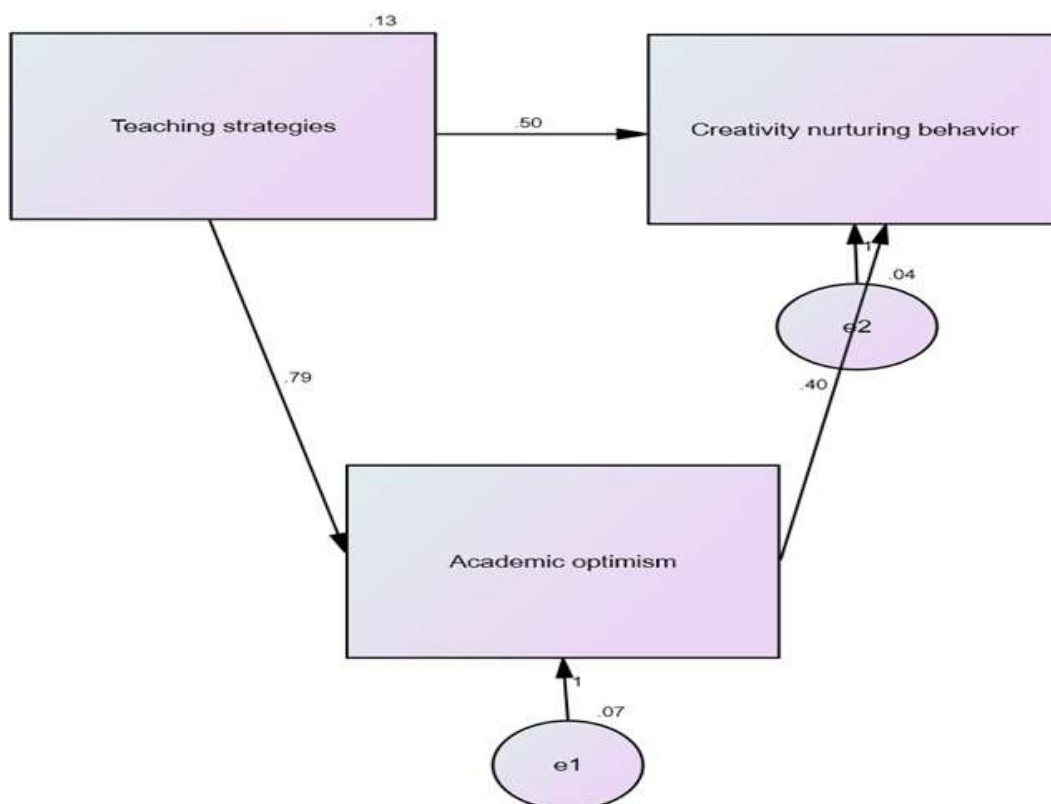 .13
Teaching strategies
.50
Creativity nurturing behavior
1
.04
e2
.79
.40
Academic optimism
1
.07
e1